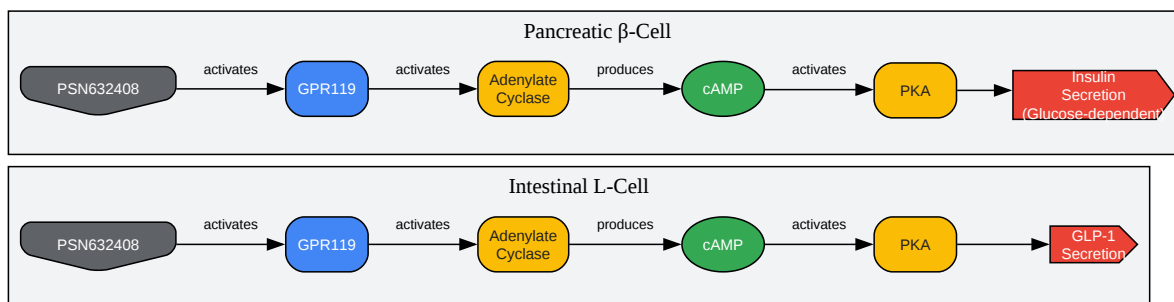 Pancreatic β-Cell
PSN632408
activates
GPR119
activates
Adenylate
Cyclase
produces
cAMP
activates
PKA
Insulin
Secretion
(Glucose-dependent)
Intestinal L-Cell
PSN632408
activates
GPR119
activates
Adenylate
Cyclase
produces
cAMP
activates
PKA
GLP-1
Secretion